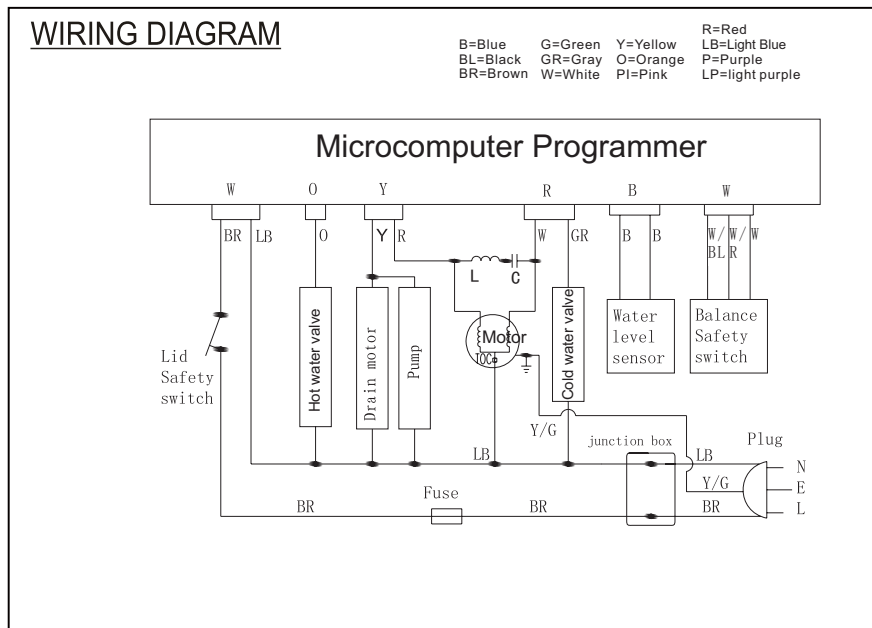 WIRING DIAGRAM
B=Blue G=Green Y=Yellow R=Red
BL=Black GR=Gray O=Orange LB=Light Blue
BR=Brown W=White PI=Pink P=Purple
LP=light purple
Microcomputer Programmer
W O Y R B W
BR LB O Y R W GR B B W/BL W/R W
L C
Hot water valve
Drain motor
Pump
Motor
TOC
Cold water valve
Water
level
sensor
Balance
Safety
switch
Lid
Safety
switch
Y/G
junction box
Plug
LB LB N
Y/G E
Fuse
BR BR BR L